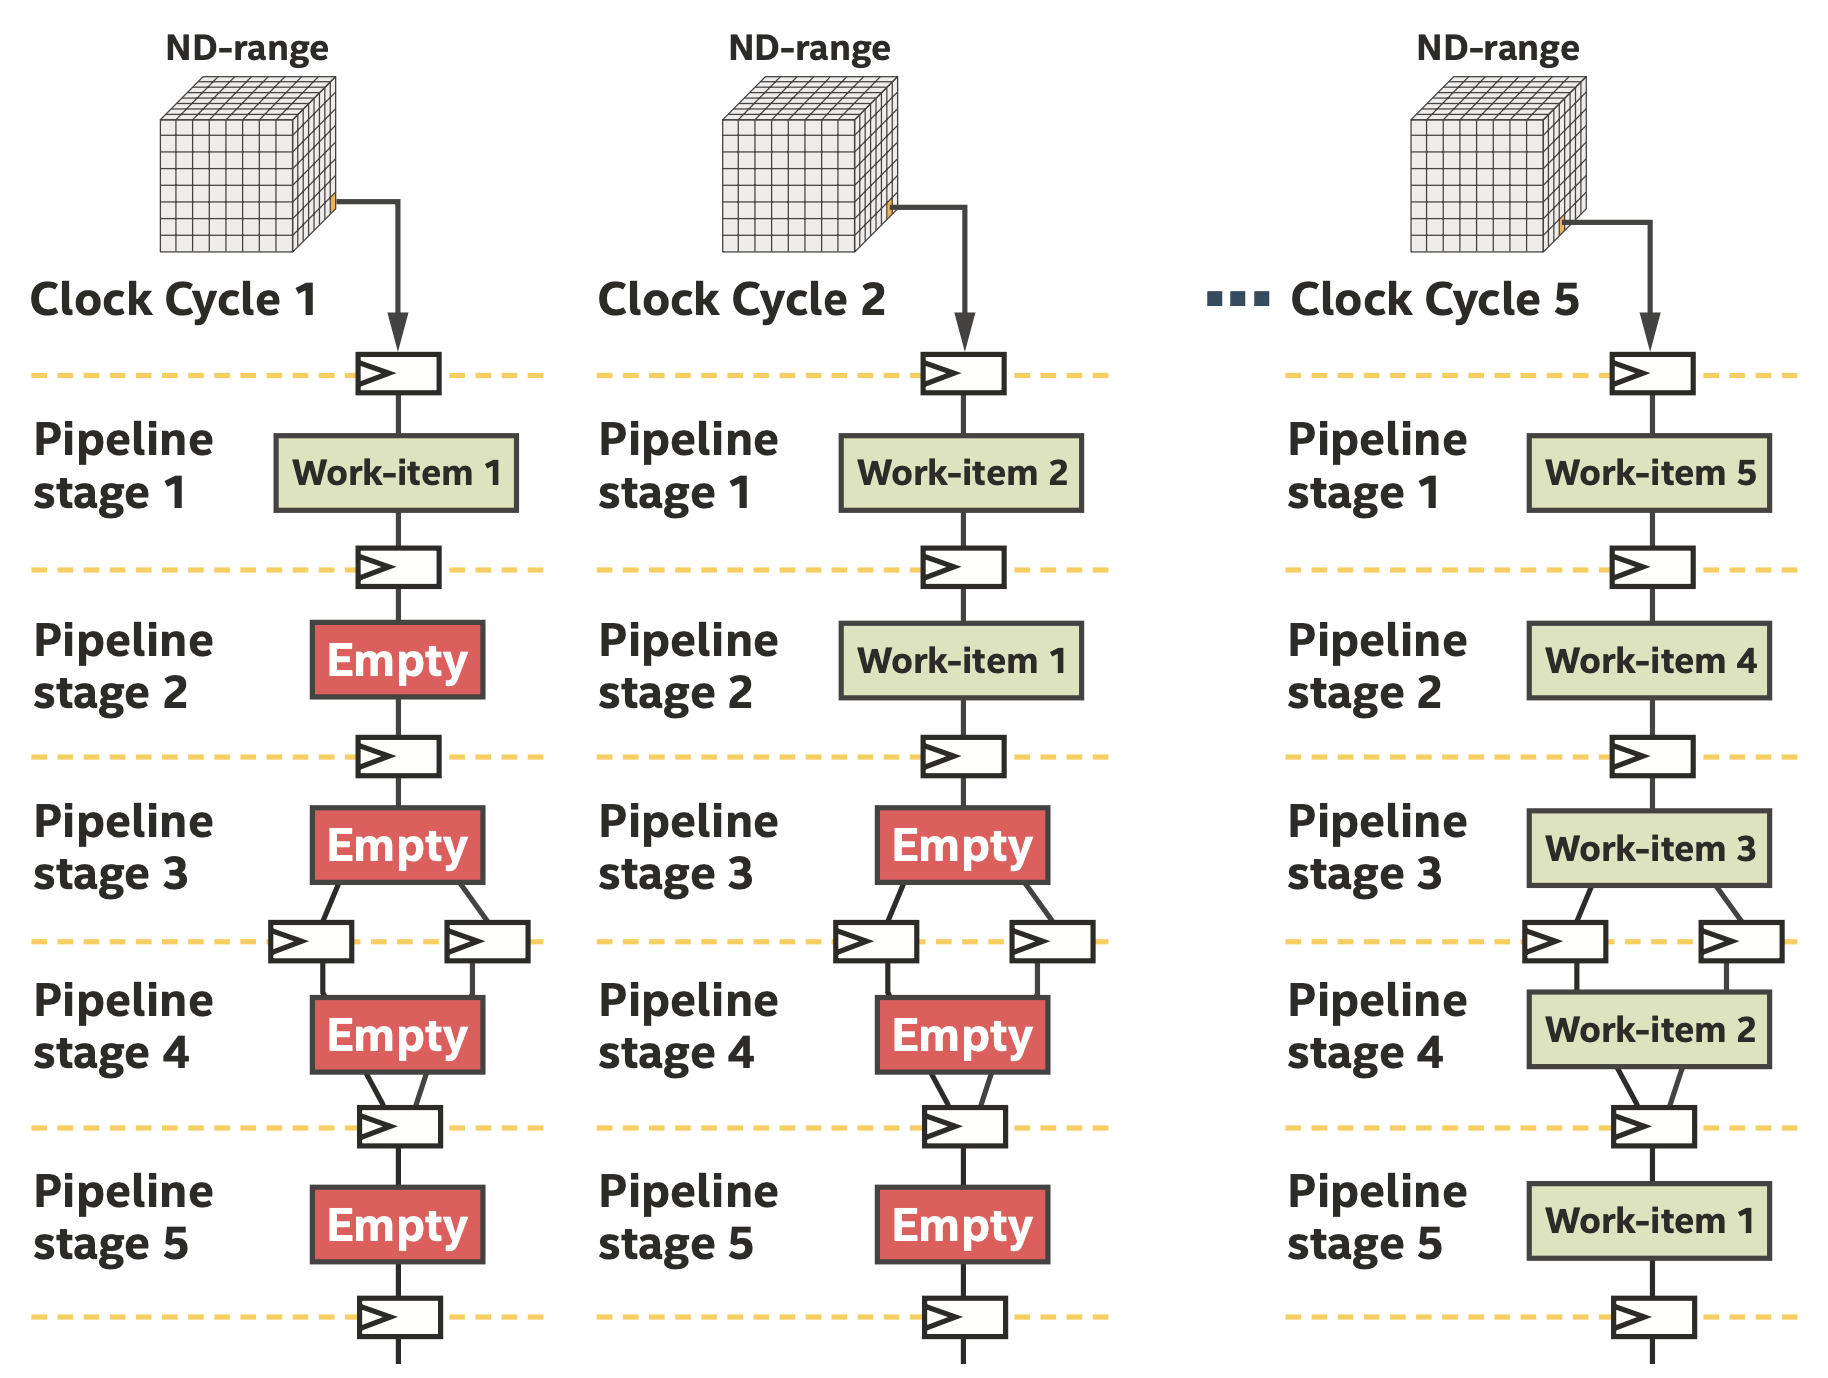 ND-range
Clock Cycle 1
Pipeline
stage 1
Work-item 1
Pipeline
stage 2
Empty
Pipeline
stage 3
Empty
Pipeline
stage 4
Empty
Pipeline
stage 5
Empty
ND-range
Clock Cycle 2
Pipeline
stage 1
Work-item 2
Pipeline
stage 2
Work-item 1
Pipeline
stage 3
Empty
Pipeline
stage 4
Empty
Pipeline
stage 5
Empty
ND-range
Clock Cycle 5
Pipeline
stage 1
Work-item 5
Pipeline
stage 2
Work-item 4
Pipeline
stage 3
Work-item 3
Pipeline
stage 4
Work-item 2
Pipeline
stage 5
Work-item 1